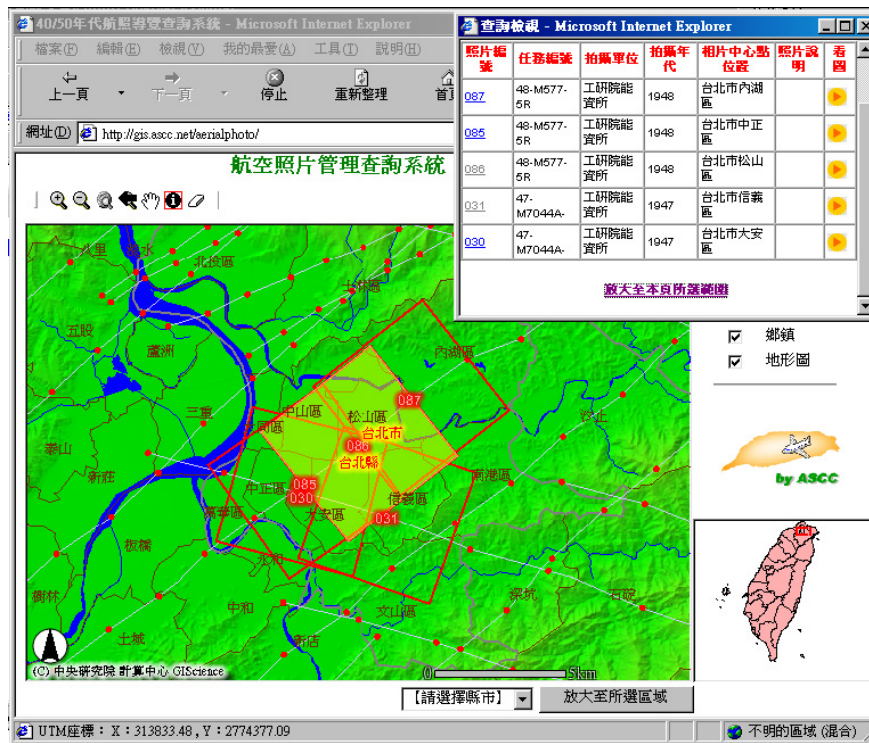 40/50年代航照導覽查詢系統 - Microsoft Internet Explorer
檔案(F) 編輯(E) 檢視(V) 我的最愛(A) 工具(T) 說明(H)
上一頁 下一頁 停止 重新整理
網址(D) http://gis.ascc.net/aerialphoto/
航空照片管理查詢系統
查詢檢視 - Microsoft Internet Explorer
照片編號 任務編號 拍攝單位 拍攝年代 相片中心點位置 照片說明 看圖
087 48-M577-5R 工研院能資所 1948 台北市內湖區
085 48-M577-5R 工研院能資所 1948 台北市中正區
086 48-M577-5R 工研院能資所 1948 台北市松山區
031 47-M7044A- 工研院能資所 1947 台北市信義區
030 47-M7044A- 工研院能資所 1947 台北市大安區
放大至本頁所選範圍
八里
淡水
北投區
士林區
五股
蘆洲
內湖區
三重
中山區
松山區
087
大同區
台北市
汐止
泰山
086
台北縣
新莊
南港區
中正區
085
030
信義區
萬華區
大安區
031
板橋
永和
樹林
中和
文山區
深坑
石碇
土城
新店
(C) 中央研究院 計算中心 GIScience
0 5km
鄉鎮
地形圖
by ASCC
【請選擇縣市】 放大至所選區域
UTM座標：X：313833.48 , Y：2774377.09
不明的區域 (混合)